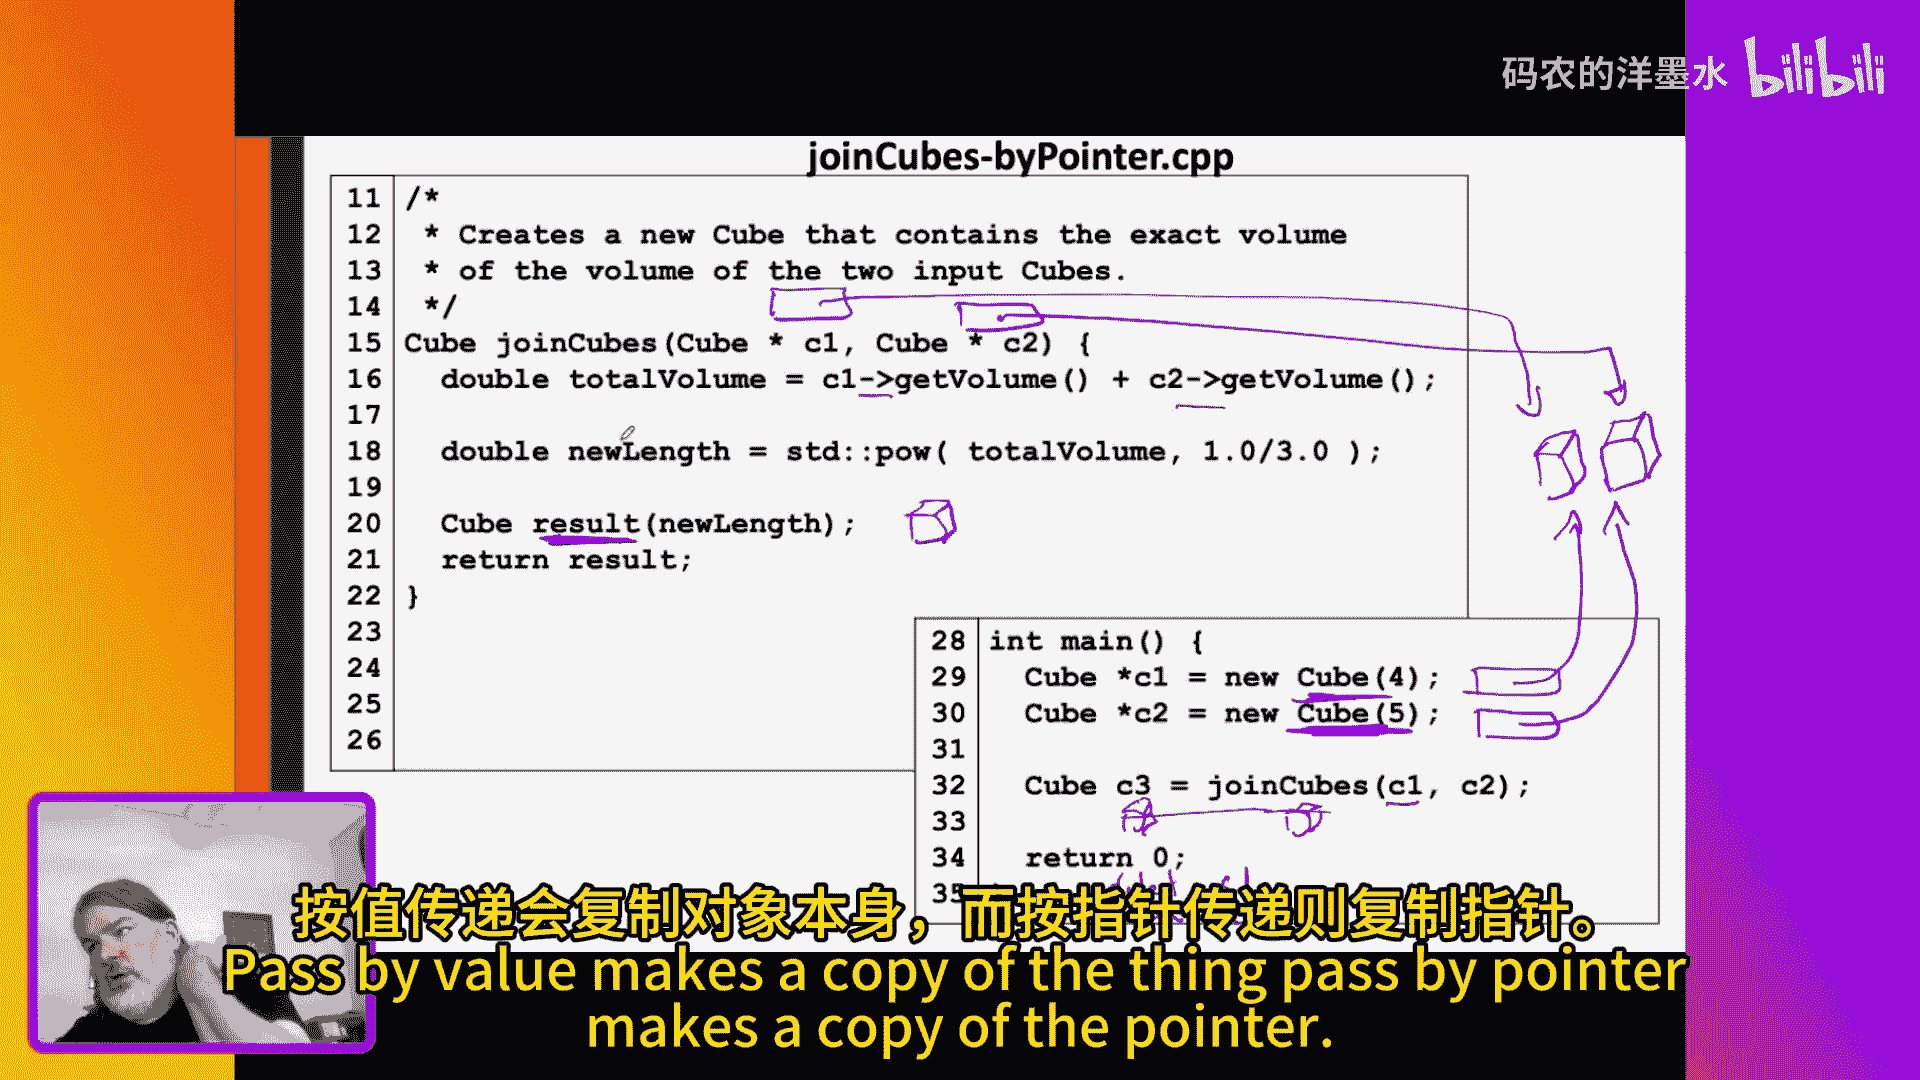 码农的洋墨水 bilibili
joinCubes-byPointer.cpp
11 /*
12 * Creates a new Cube that contains the exact volume
13 * of the volume of the two input Cubes.
14 */
15 Cube joinCubes(Cube * c1, Cube * c2) {
16 double totalVolume = c1->getVolume() + c2->getVolume();
17
18 double newLength = std::pow( totalVolume, 1.0/3.0 );
19
20 Cube result(newLength);
21 return result;
22 }
23
24
25
26
28 int main() {
29 Cube *c1 = new Cube(4);
30 Cube *c2 = new Cube(5);
31
32 Cube c3 = joinCubes(c1, c2);
33
34 return 0;
35
按值传递会复制对象本身，而按指针传递则复制指针。
Pass by value makes a copy of the thing pass by pointer
makes a copy of the pointer.